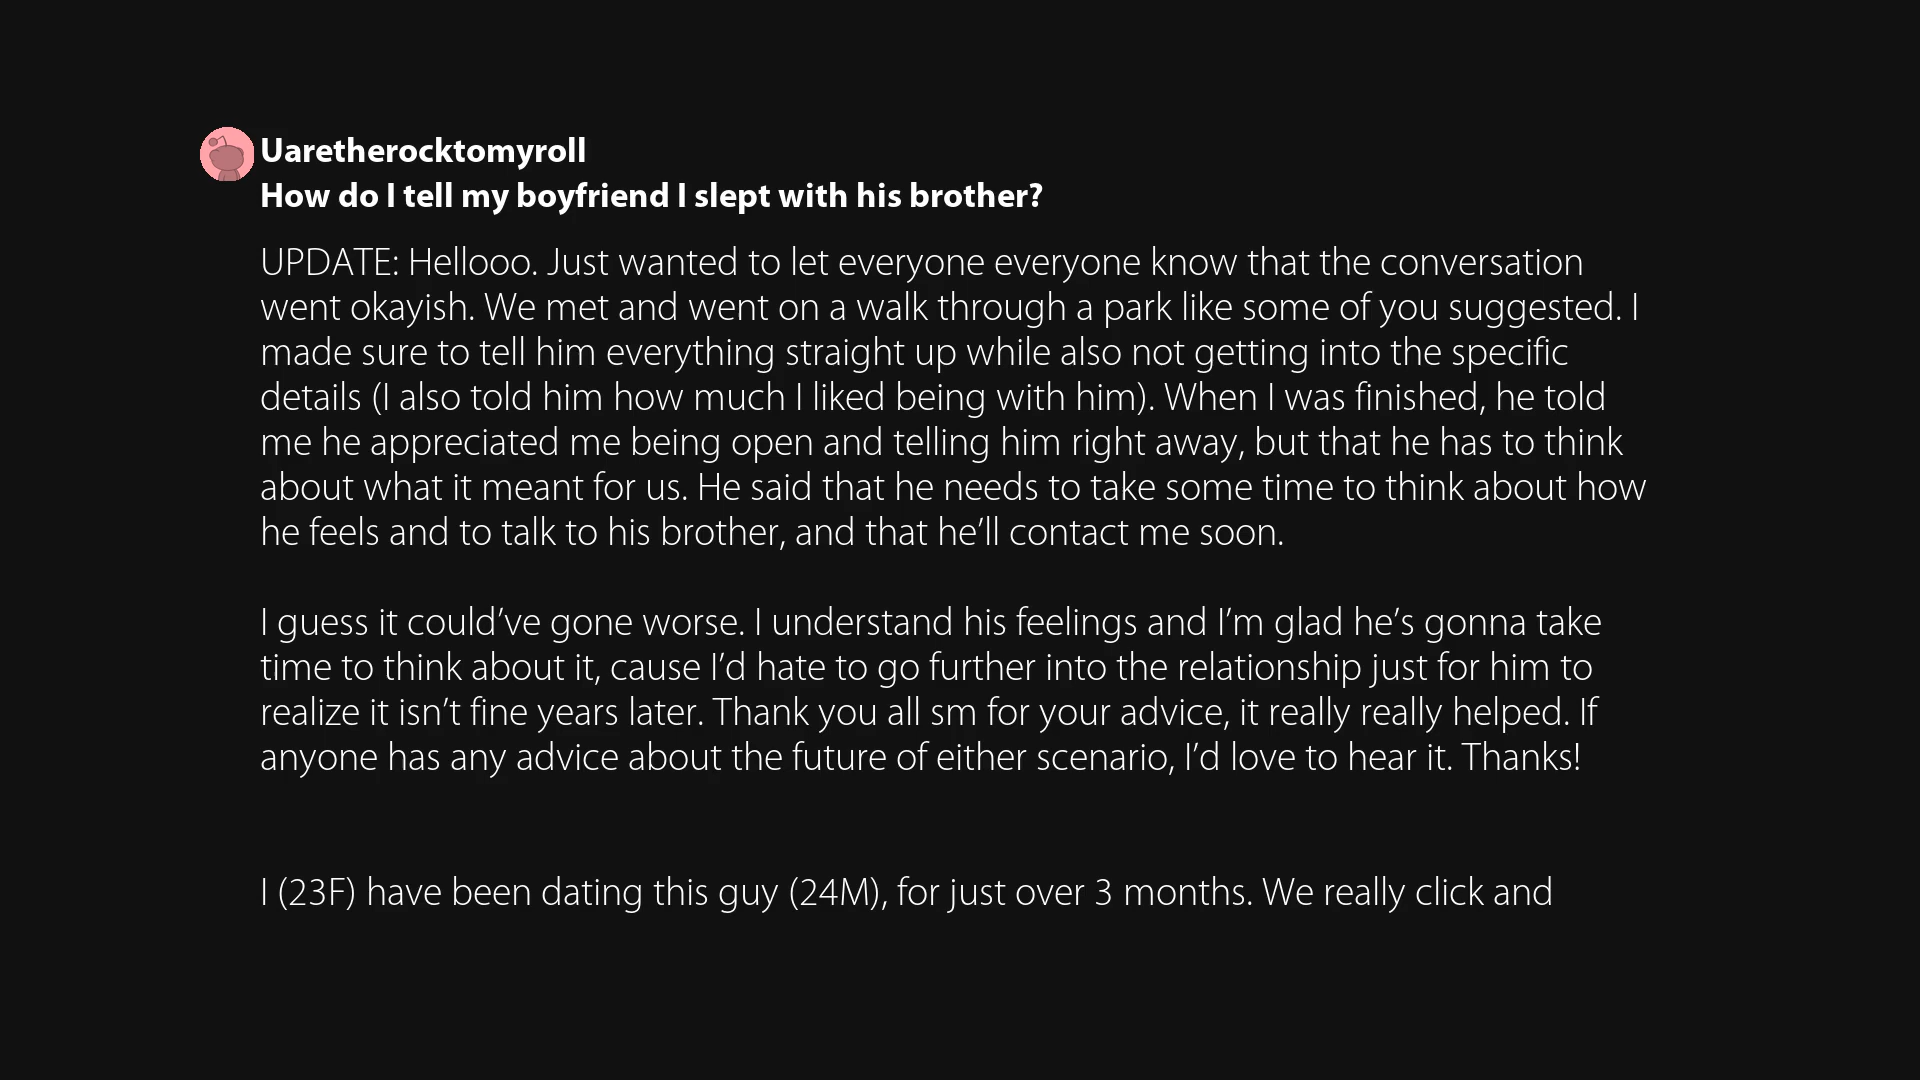 Uaretherocktomyroll
How do I tell my boyfriend I slept with his brother?
UPDATE: Hellooo. Just wanted to let everyone everyone know that the conversation
went okayish. We met and went on a walk through a park like some of you suggested. I
made sure to tell him everything straight up while also not getting into the specific
details (I also told him how much I liked being with him). When I was finished, he told
me he appreciated me being open and telling him right away, but that he has to think
about what it meant for us. He said that he needs to take some time to think about how
he feels and to talk to his brother, and that he’ll contact me soon.
I guess it could’ve gone worse. I understand his feelings and I’m glad he’s gonna take
time to think about it, cause I’d hate to go further into the relationship just for him to
realize it isn’t fine years later. Thank you all sm for your advice, it really really helped. If
anyone has any advice about the future of either scenario, I’d love to hear it. Thanks!
I (23F) have been dating this guy (24M), for just over 3 months. We really click and